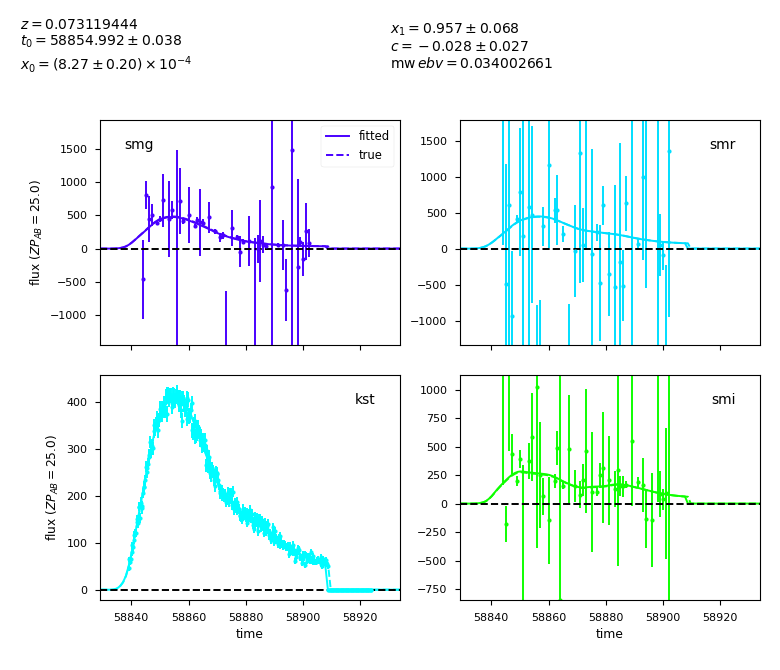 z = 0.073119444
t₀ = 58854.992 ± 0.038
x₀ = (8.27 ± 0.20) × 10⁻⁴
x₁ = 0.957 ± 0.068
c = −0.028 ± 0.027
mw ebv = 0.034002661
smg
fitted
true
flux (ZP_AB = 25.0)
1500
1000
500
0
−500
−1000
smr
1500
1000
500
0
−500
−1000
kst
flux (ZP_AB = 25.0)
400
300
200
100
0
58840 58860 58880 58900 58920
time
smi
1000
750
500
250
0
−250
−500
−750
58840 58860 58880 58900 58920
time